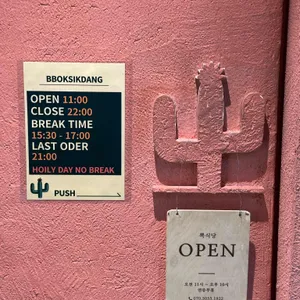 BBOKSIKDANG
OPEN 11:00
CLOSE 22:00
BREAK TIME
15:30 - 17:00
LAST ODER
21:00
HOILY DAY NO BREAK
PUSH
OPEN